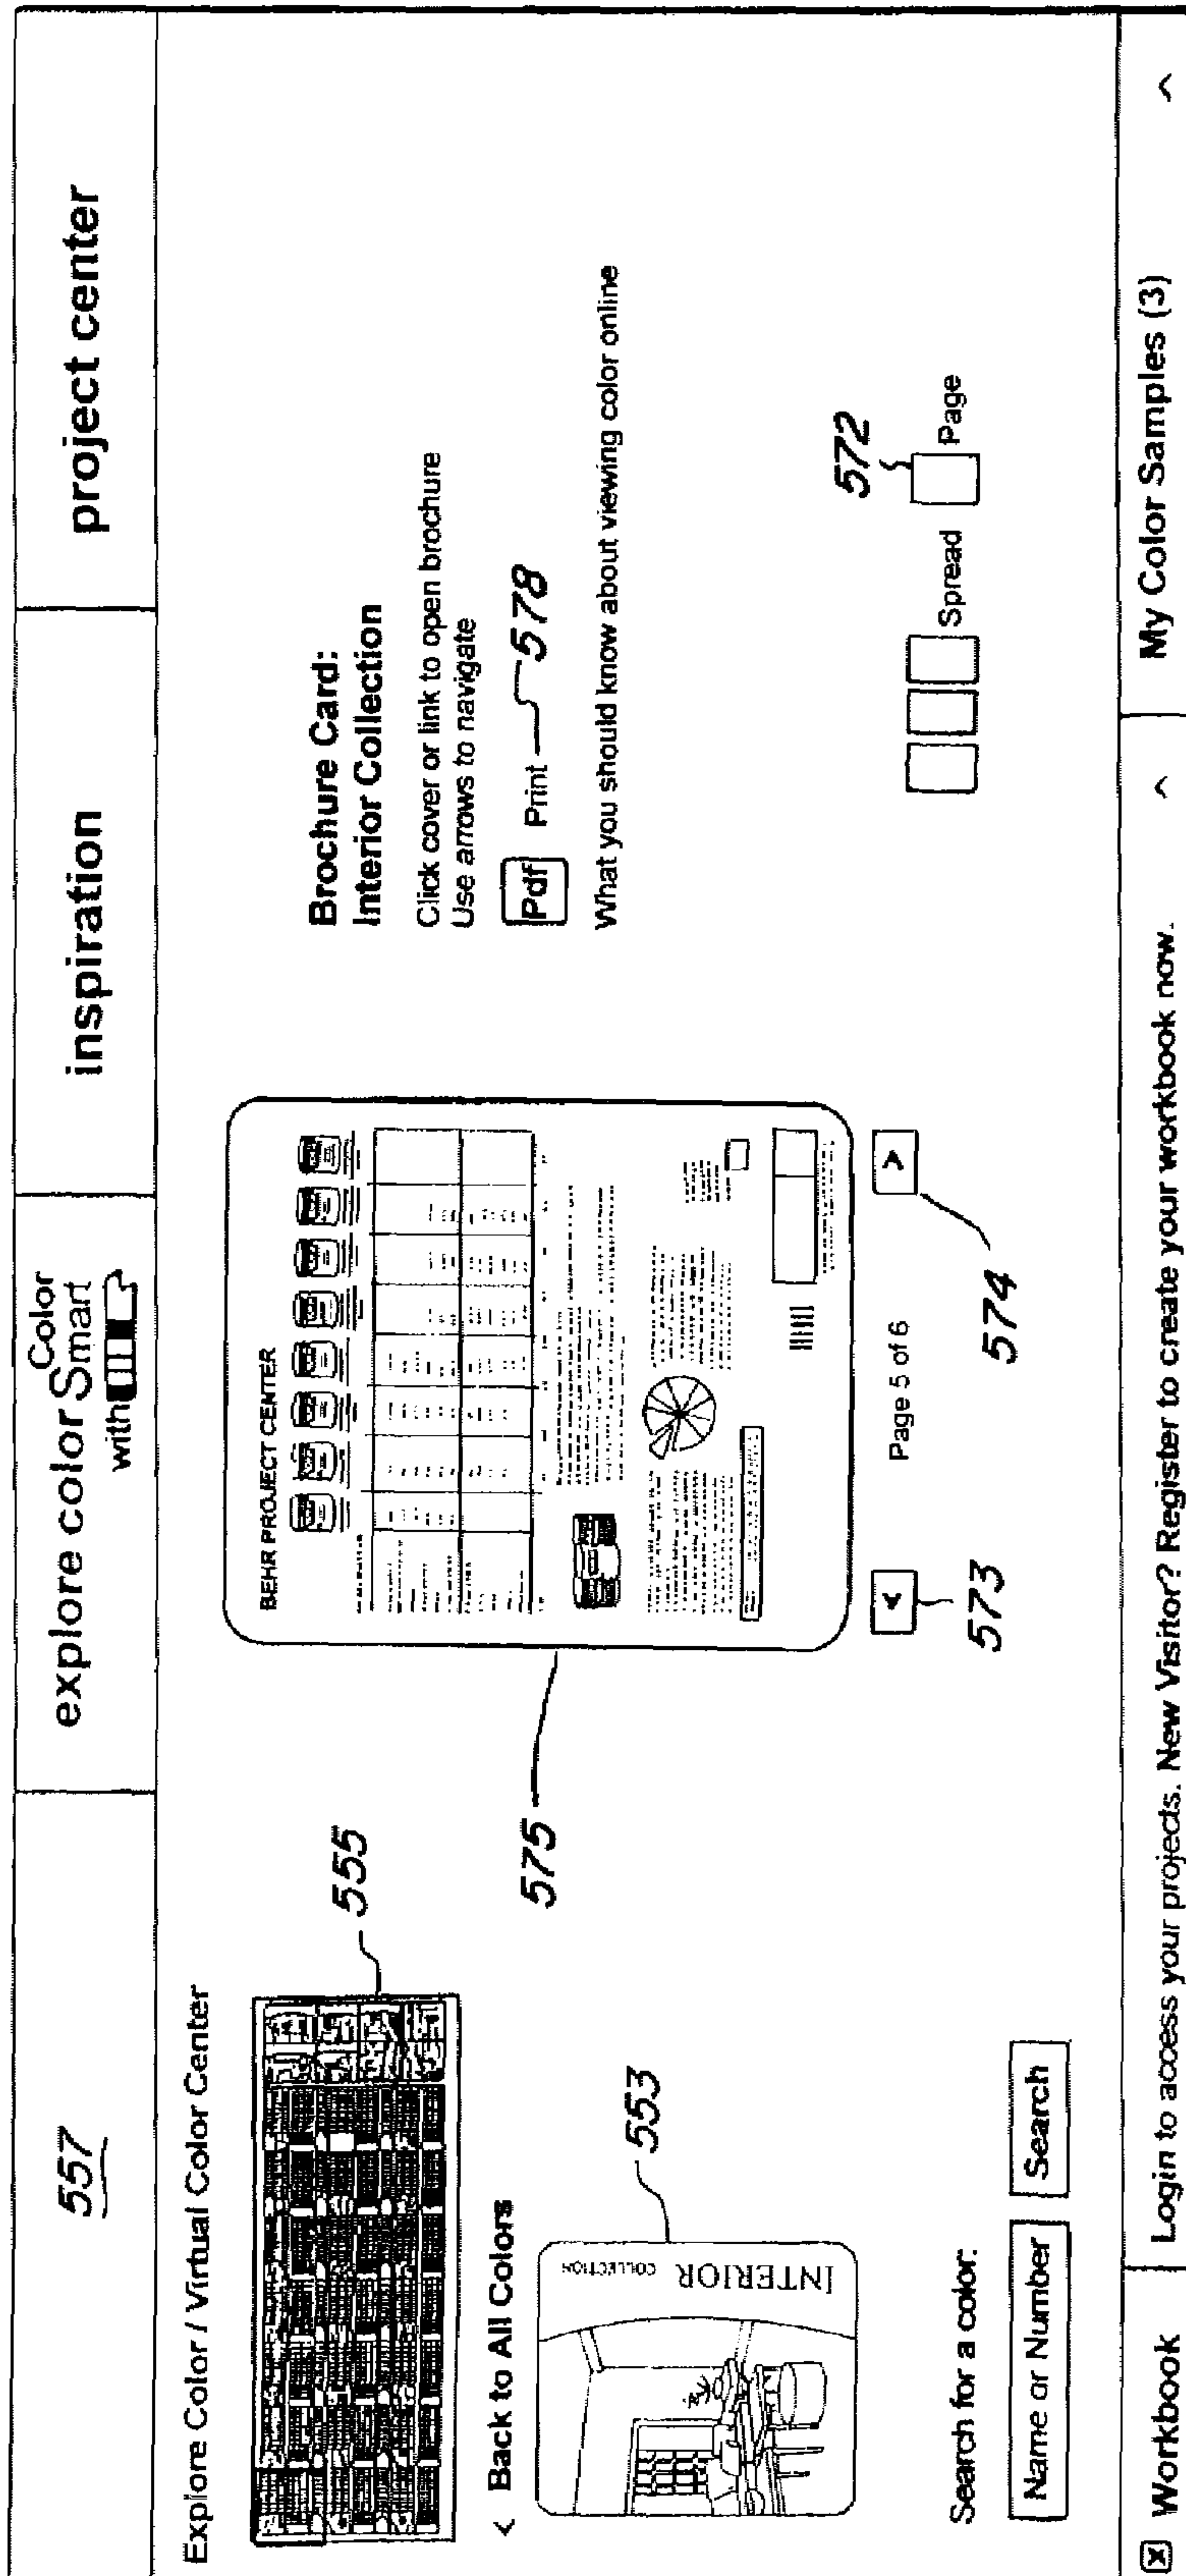 557
explore color
with
Color
Smart
inspiration
project center
Explore Color / Virtual Color Center
555
< Back to All Colors
553
INTERIOR
COLLECTION
Search for a color:
Name or Number
Search
575
BEHR PROJECT CENTER
<
573
Page 5 of 6
>
574
Brochure Card:
Interior Collection
Click cover or link to open brochure
Use arrows to navigate
Pdf Print 578
What you should know about viewing color online
572
Spread Page
x Workbook
Login to access your projects. New Visitor? Register to create your workbook now. ^
My Color Samples (3) ^